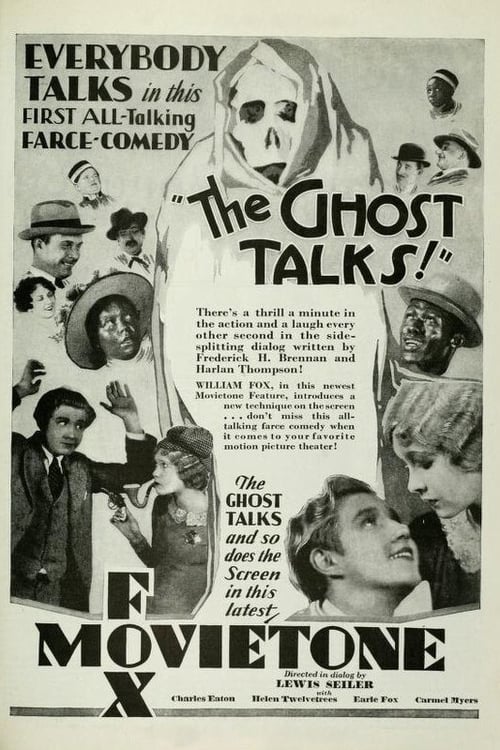 EVERYBODY
TALKS in this
FIRST ALL-Talking
FARCE-COMEDY
"The GHOST
TALKS!"
There's a thrill a minute in
the action and a laugh every
other second in the side-
splitting dialog written by
Frederick H. Brennan and
Harlan Thompson!
WILLIAM FOX, in this newest
Movietone Feature, introduces a
new technique on the screen
. . . don't miss this all-
talking farce comedy when
it comes to your favorite
motion picture theater!
The
GHOST
TALKS
and so
does the
Screen
in this
latest
FOX
MOVIETONE
Directed in dialog by
LEWIS SEILER
with
Charles Eaton Helen Twelvetrees Earle Fox Carmel Myers